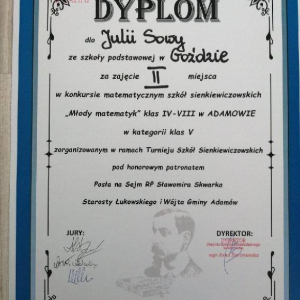 DYPLOM
dla Julii Sowy
ze szkoły podstawowej w Goździe
za zajęcie II miejsca
w konkursie matematycznym szkół sienkiewiczowskich
„Młody matematyk" klas IV-VIII w ADAMOWIE
w kategorii klas V
zorganizowanym w ramach Turnieju Szkół Sienkiewiczowskich
pod honorowym patronatem
Posła na Sejm RP Sławomira Skwarka
Starosty Łukowskiego i Wójta Gminy Adamów
JURY:
DYREKTOR: